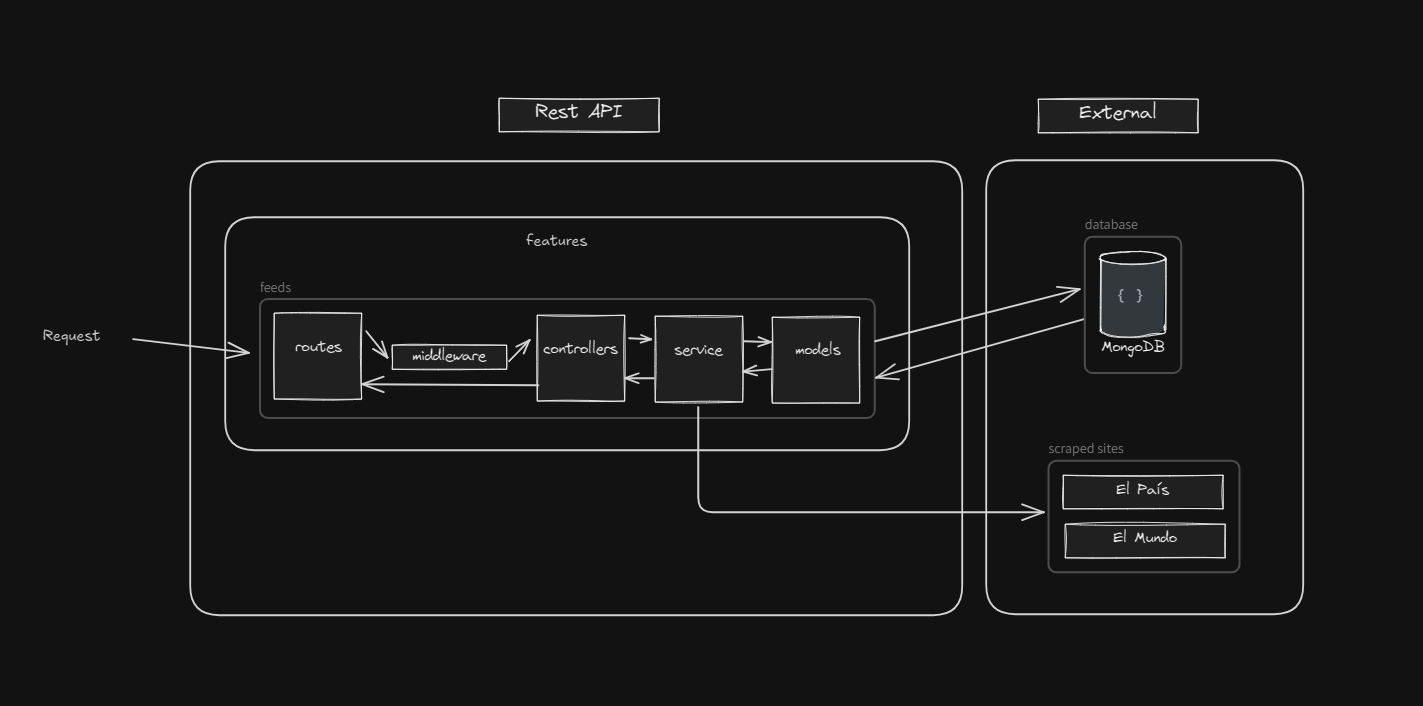 Rest API
External
features
database
feeds
{ }
Request
routes
middleware
controllers
service
models
MongoDB
scraped sites
El País
El Mundo